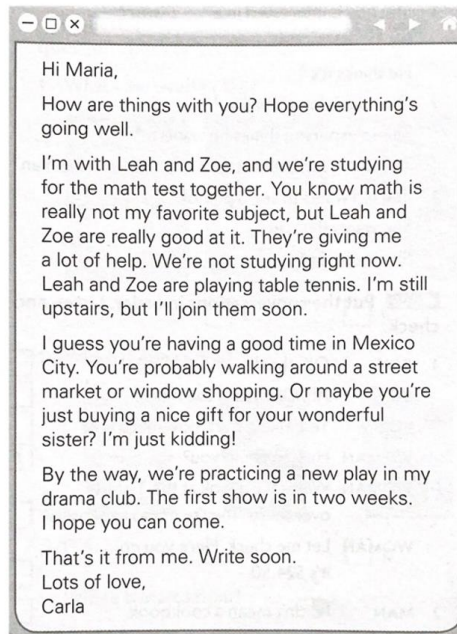 Hi Maria,
How are things with you? Hope everything's
going well.
I'm with Leah and Zoe, and we're studying
for the math test together. You know math is
really not my favorite subject, but Leah and
Zoe are really good at it. They're giving me
a lot of help. We're not studying right now.
Leah and Zoe are playing table tennis. I'm still
upstairs, but I'll join them soon.
I guess you're having a good time in Mexico
City. You're probably walking around a street
market or window shopping. Or maybe you're
just buying a nice gift for your wonderful
sister? I'm just kidding!
By the way, we're practicing a new play in my
drama club. The first show is in two weeks.
I hope you can come.
That's it from me. Write soon.
Lots of love,
Carla